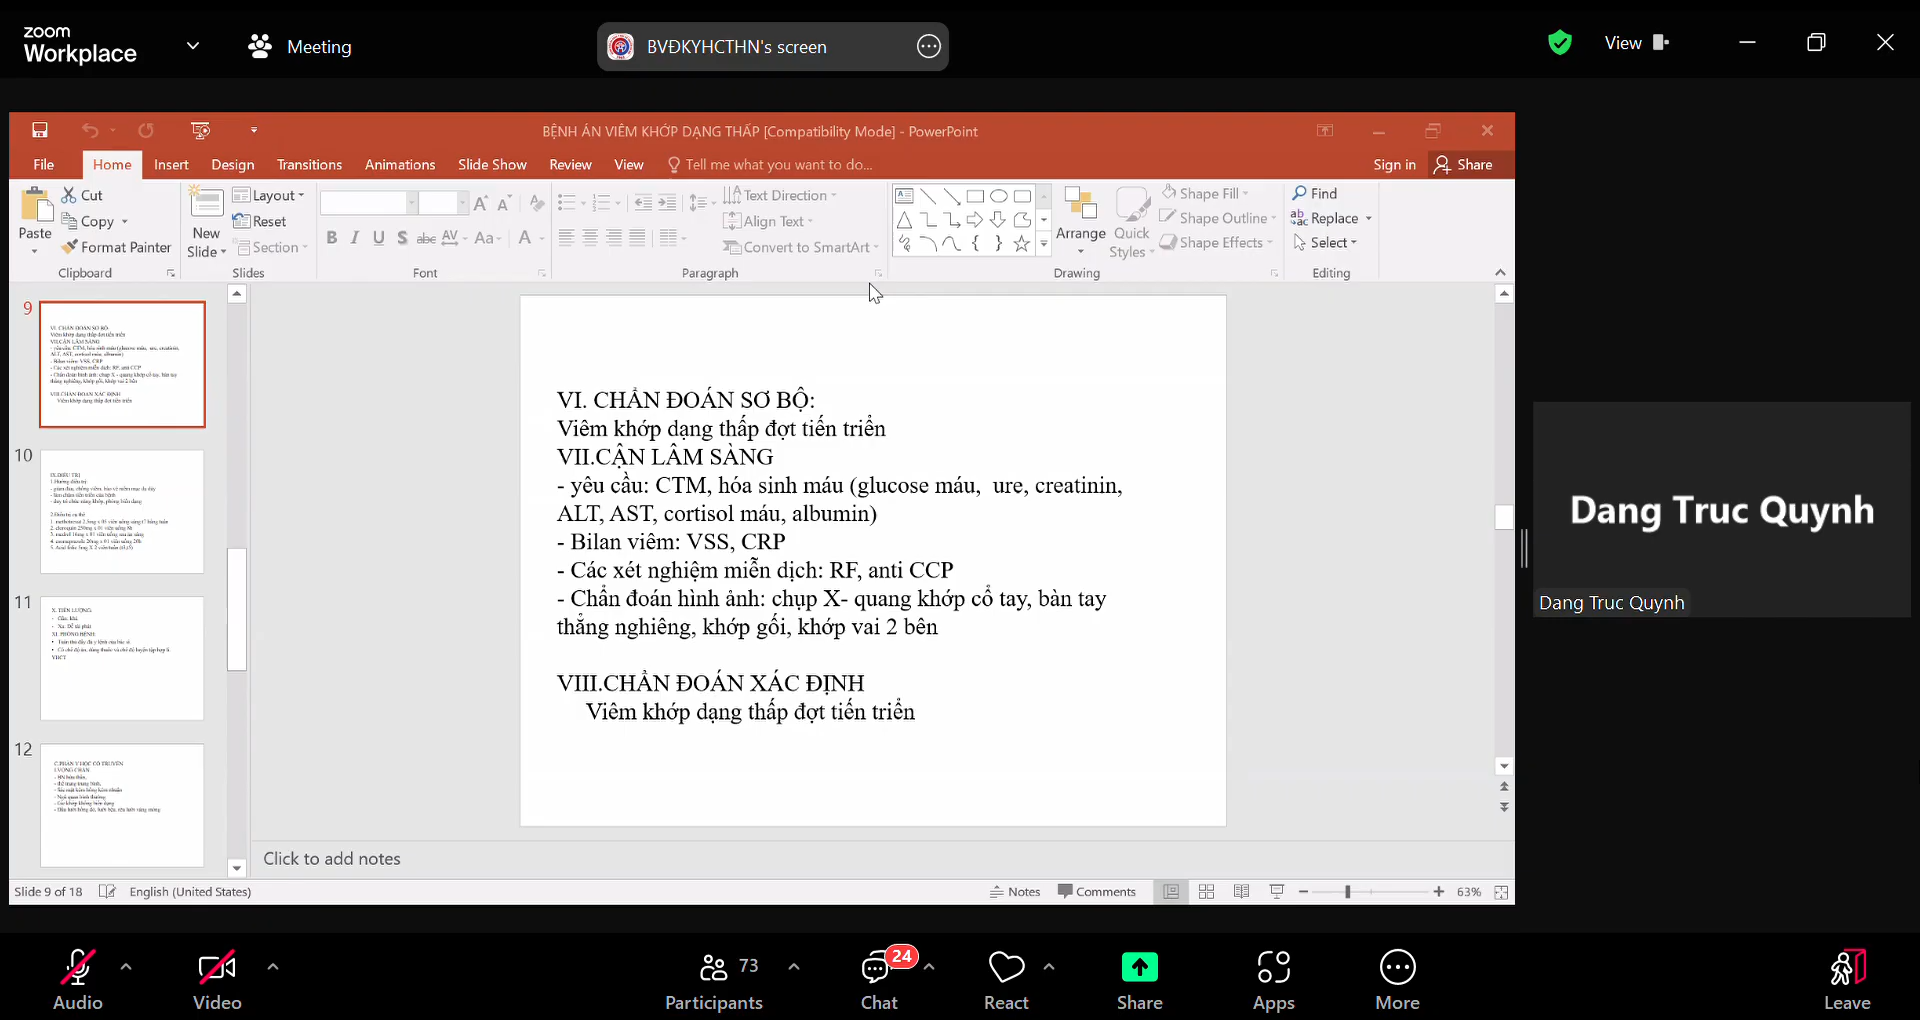 zoom
Workplace
Meeting
BVĐKYHCTHN's screen
View
BỆNH ÁN VIÊM KHỚP DẠNG THẤP [Compatibility Mode] - PowerPoint
File
Home
Insert
Design
Transitions
Animations
Slide Show
Review
View
Tell me what you want to do...
Sign in
Share
Paste
Cut
Copy
Format Painter
Clipboard
New
Slide
Layout
Reset
Section
Slides
Font
Text Direction
Align Text
Convert to SmartArt
Paragraph
Arrange
Quick
Styles
Shape Fill
Shape Outline
Shape Effects
Drawing
Find
Replace
Select
Editing
9
10
11
12
VI. CHẨN ĐOÁN SƠ BỘ:
Viêm khớp dạng thấp đợt tiến triển
VII.CẬN LÂM SÀNG
- yêu cầu: CTM, hóa sinh máu (glucose máu, ure, creatinin,
ALT, AST, cortisol máu, albumin)
- Bilan viêm: VSS, CRP
- Các xét nghiệm miễn dịch: RF, anti CCP
- Chẩn đoán hình ảnh: chụp X- quang khớp cổ tay, bàn tay
thẳng nghiêng, khớp gối, khớp vai 2 bên
VIII.CHẨN ĐOÁN XÁC ĐỊNH
Viêm khớp dạng thấp đợt tiến triển
Click to add notes
Slide 9 of 18
English (United States)
Notes
Comments
63%
Dang Truc Quynh
Dang Truc Quynh
Audio
Video
73
Participants
24
Chat
React
Share
Apps
More
Leave